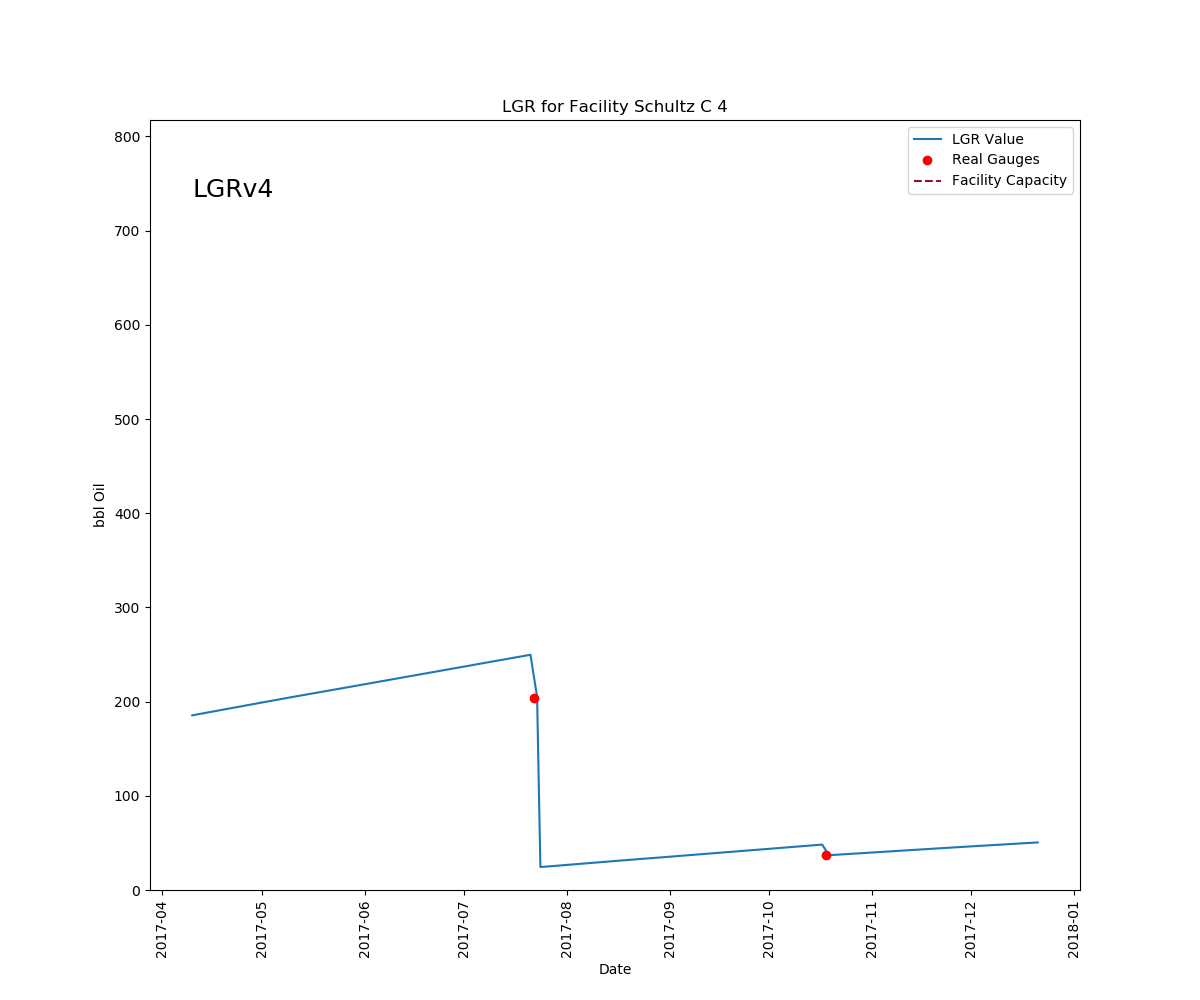 LGR for Facility Schultz C 4
LGR Value
Real Gauges
Facility Capacity
LGRv4
800
700
600
500
400
300
200
100
0
bbl Oil
2017-04
2017-05
2017-06
2017-07
2017-08
2017-09
2017-10
2017-11
2017-12
2018-01
Date